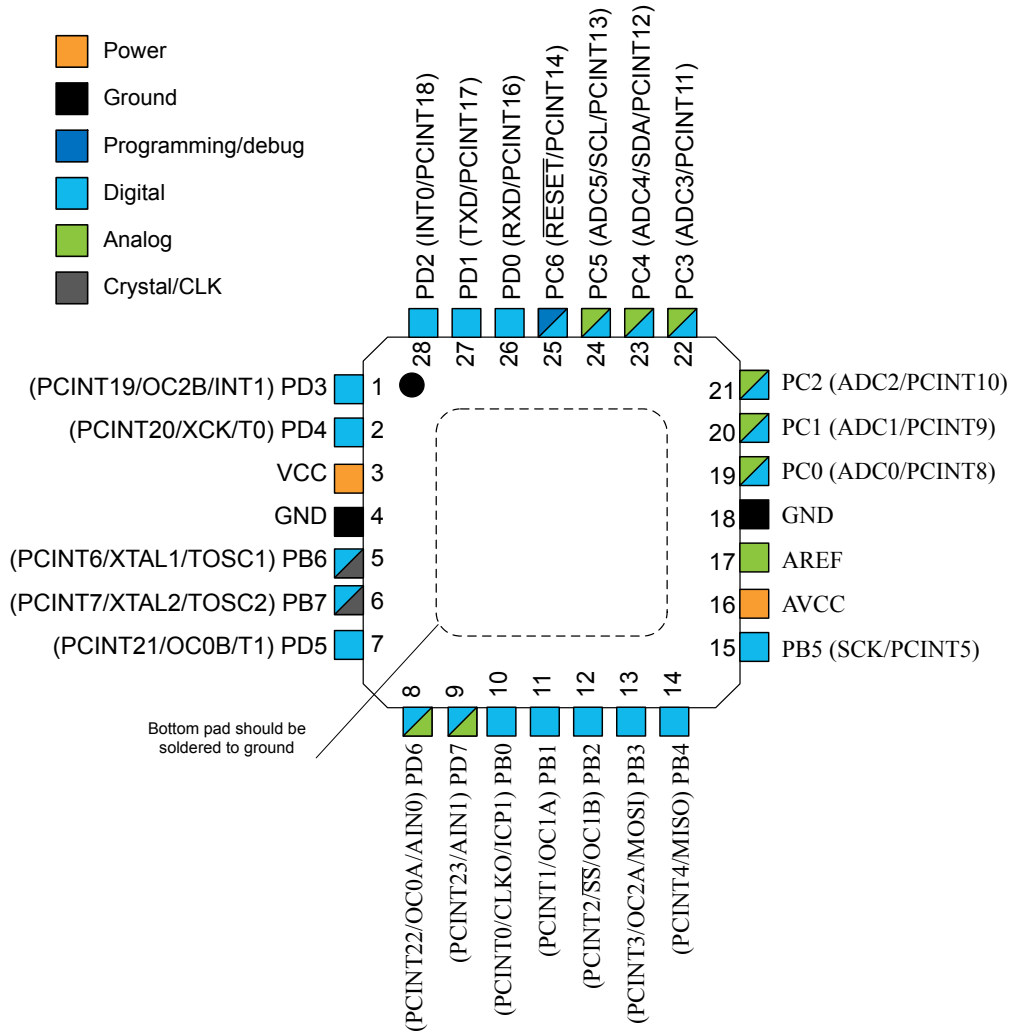 Power
Ground
Programming/debug
Digital
Analog
Crystal/CLK
PD2 (INT0/PCINT18)
PD1 (TXD/PCINT17)
PD0 (RXD/PCINT16)
PC6 (RESET/PCINT14)
PC5 (ADC5/SCL/PCINT13)
PC4 (ADC4/SDA/PCINT12)
PC3 (ADC3/PCINT11)
28
27
26
25
24
23
22
(PCINT19/OC2B/INT1) PD3
1
(PCINT20/XCK/T0) PD4
2
VCC
3
GND
4
(PCINT6/XTAL1/TOSC1) PB6
5
(PCINT7/XTAL2/TOSC2) PB7
6
(PCINT21/OC0B/T1) PD5
7
21
PC2 (ADC2/PCINT10)
20
PC1 (ADC1/PCINT9)
19
PC0 (ADC0/PCINT8)
18
GND
17
AREF
16
AVCC
15
PB5 (SCK/PCINT5)
8
9
10
11
12
13
14
Bottom pad should be
soldered to ground
(PCINT22/OC0A/AIN0) PD6
(PCINT23/AIN1) PD7
(PCINT0/CLKO/ICP1) PB0
(PCINT1/OC1A) PB1
(PCINT2/SS/OC1B) PB2
(PCINT3/OC2A/MOSI) PB3
(PCINT4/MISO) PB4